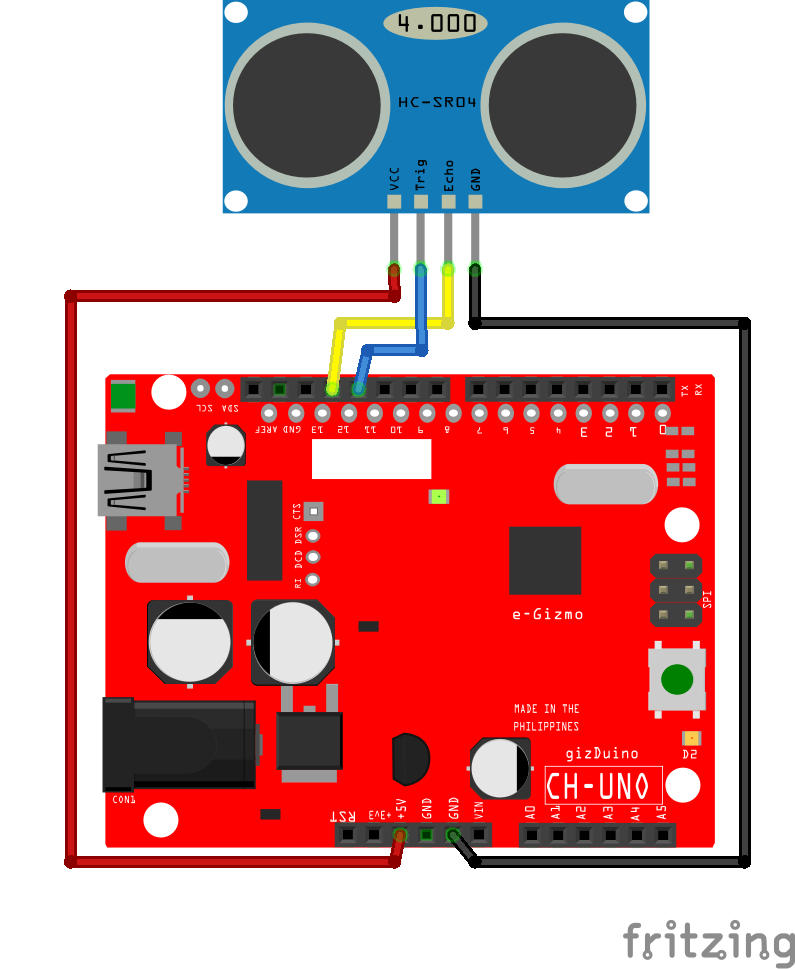 4.000
HC-SR04
VCC Trig Echo GND
SCL SDA
TX
RX
AREF GND 13 12 11 10 9 8 7 6 5 4 3 2 1 0
RI DCD DSR CTS
SPI
e-Gizmo
MADE IN THE
PHILIPPINES
gizDuino
CH-UNO
D2
CON1
RST +3V3 +5V GND GND VIN A0 A1 A2 A3 A4 A5
fritzing